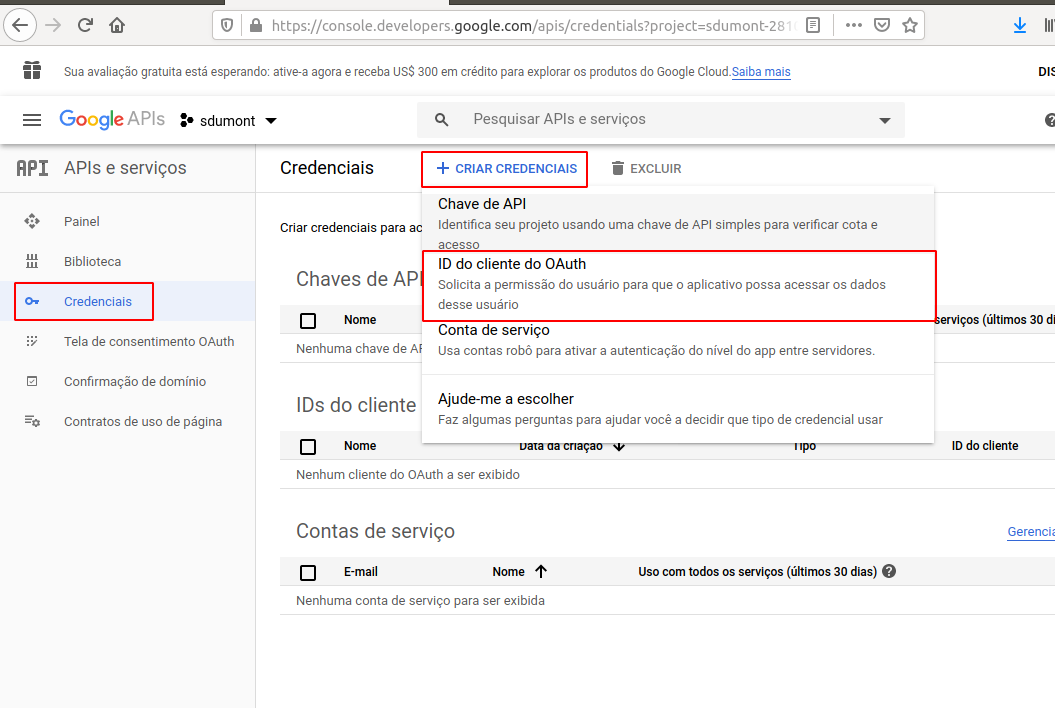 https://console.developers.google.com/apis/credentials?project=sdumont-281
Sua avaliação gratuita está esperando: ative-a agora e receba US$ 300 em crédito para explorar os produtos do Google Cloud. Saiba mais
DIS
Google APIs
sdumont
Pesquisar APIs e serviços
API APIs e serviços
Painel
Biblioteca
Credenciais
Tela de consentimento OAuth
Confirmação de domínio
Contratos de uso de página
Credenciais
+ CRIAR CREDENCIAIS
EXCLUIR
Chave de API
Identifica seu projeto usando uma chave de API simples para verificar cota e
acesso
ID do cliente do OAuth
Solicita a permissão do usuário para que o aplicativo possa acessar os dados
desse usuário
Conta de serviço
Usa contas robô para ativar a autenticação do nível do app entre servidores.
Ajude-me a escolher
Faz algumas perguntas para ajudar você a decidir que tipo de credencial usar
Criar credenciais para ac
Chaves de API
Nome
serviços (últimos 30 di
Nenhuma chave de AP
IDs do cliente
Nome Data da criação Tipo ID do cliente
Nenhum cliente do OAuth a ser exibido
Contas de serviço
Gerencia
E-mail Nome Uso com todos os serviços (últimos 30 dias)
Nenhuma conta de serviço para ser exibida